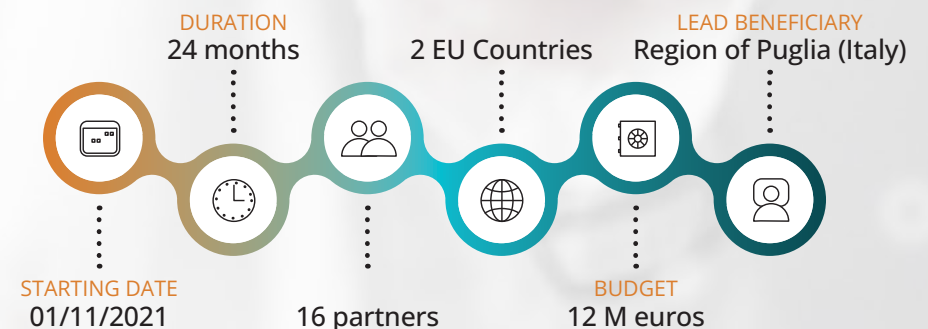 DURATION
24 months
2 EU Countries
LEAD BENEFICIARY
Region of Puglia (Italy)
STARTING DATE
01/11/2021
16 partners
BUDGET
12 M euros